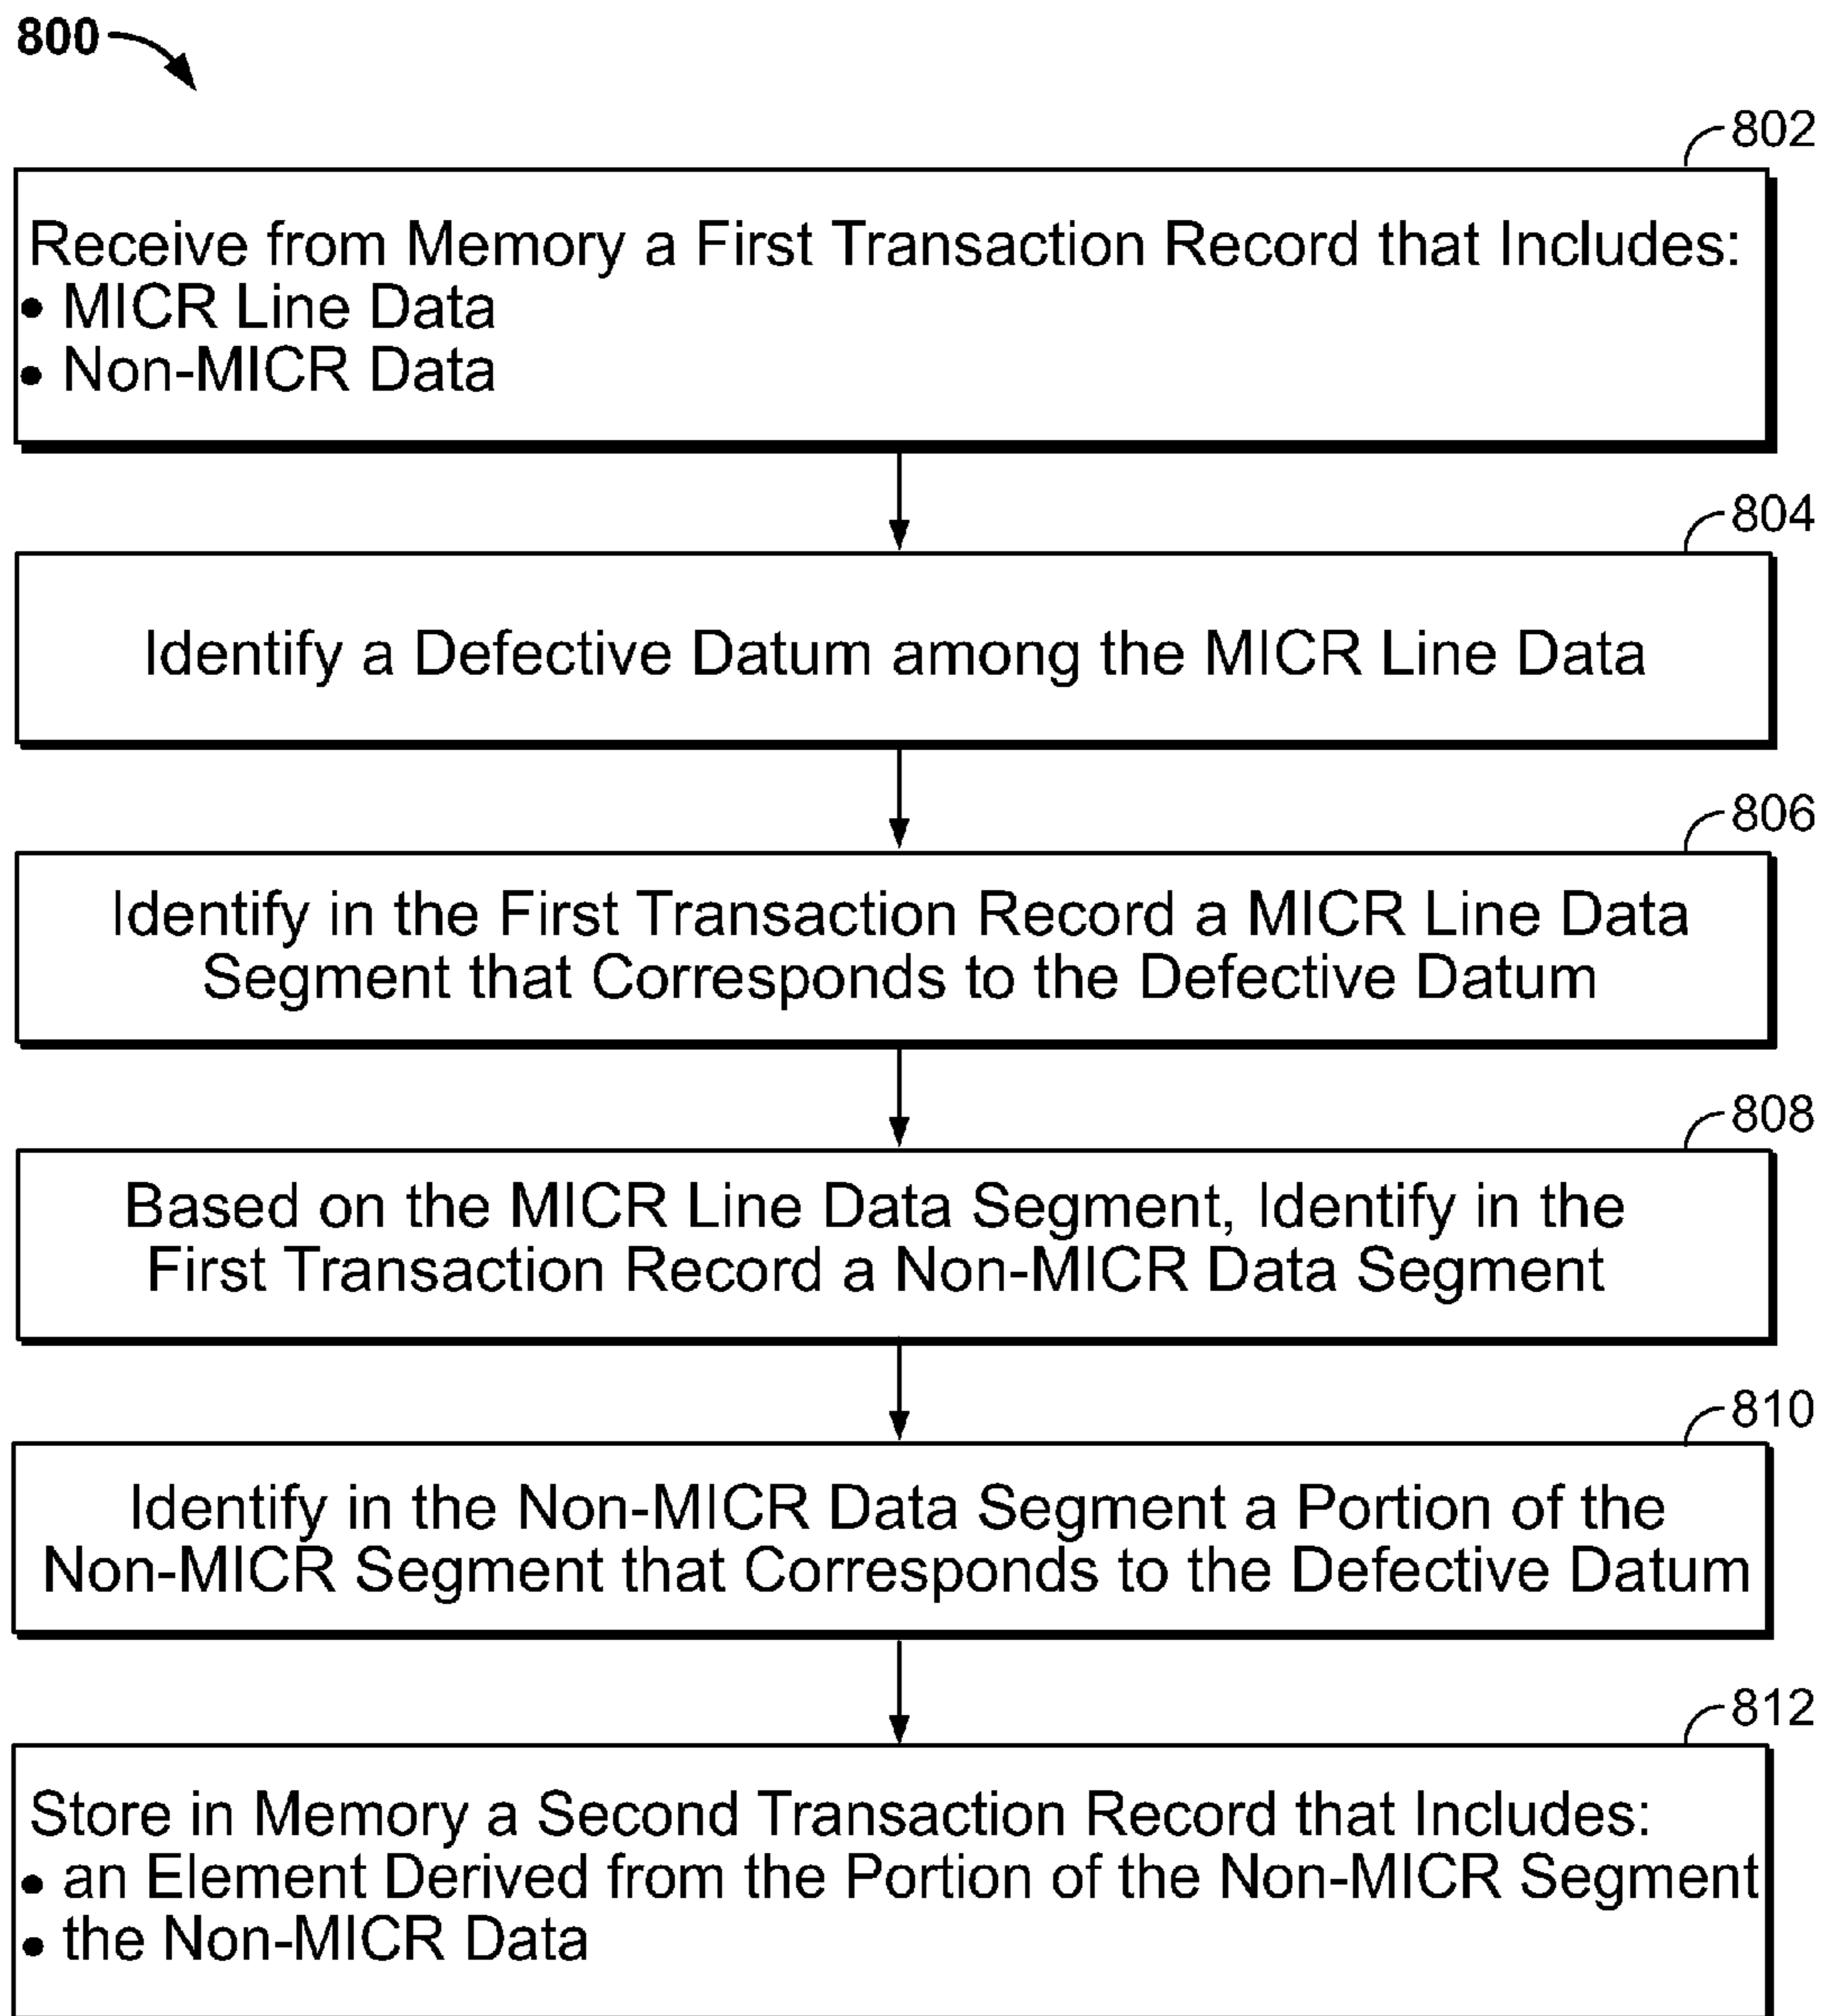 800
802
Receive from Memory a First Transaction Record that Includes:
• MICR Line Data
• Non-MICR Data
804
Identify a Defective Datum among the MICR Line Data
806
Identify in the First Transaction Record a MICR Line Data
Segment that Corresponds to the Defective Datum
808
Based on the MICR Line Data Segment, Identify in the
First Transaction Record a Non-MICR Data Segment
810
Identify in the Non-MICR Data Segment a Portion of the
Non-MICR Segment that Corresponds to the Defective Datum
812
Store in Memory a Second Transaction Record that Includes:
• an Element Derived from the Portion of the Non-MICR Segment
• the Non-MICR Data